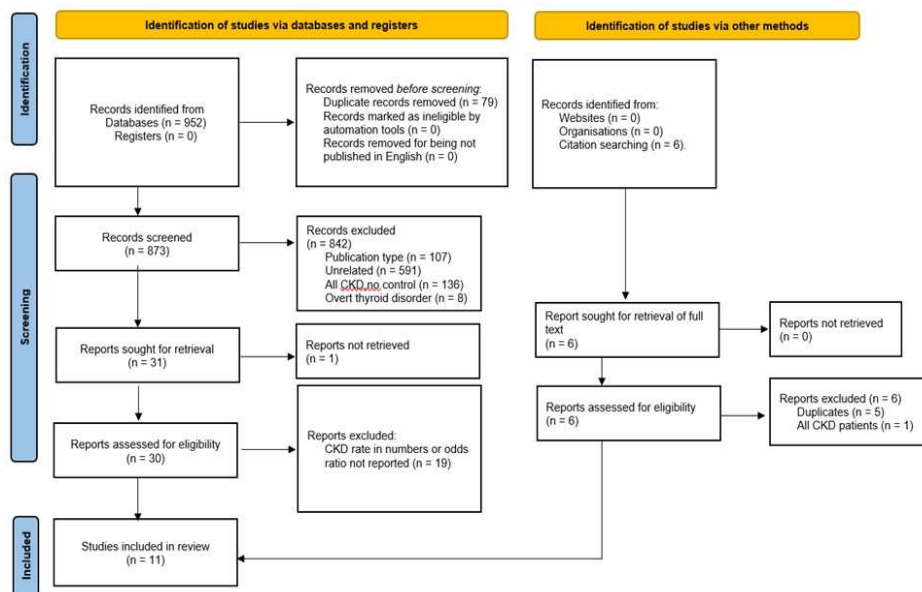 Identification of studies via databases and registers
Identification of studies via other methods
Identification
Records identified from
Databases (n = 952)
Registers (n = 0)
Records removed before screening:
Duplicate records removed (n = 79)
Records marked as ineligible by
automation tools (n = 0)
Records removed for being not
published in English (n = 0)
Records identified from:
Websites (n = 0)
Organisations (n = 0)
Citation searching (n = 6).
Screening
Records screened
(n = 873)
Records excluded
(n = 842)
Publication type (n = 107)
Unrelated (n = 591)
All CKD no control (n = 136)
Overt thyroid disorder (n = 8)
Reports sought for retrieval
(n = 31)
Reports not retrieved
(n = 1)
Report sought for retrieval of full
text
(n = 6)
Reports not retrieved
(n = 0)
Reports assessed for eligibility
(n = 30)
Reports excluded:
CKD rate in numbers or odds
ratio not reported (n = 19)
Reports assessed for eligibility
(n = 6)
Reports excluded (n = 6)
Duplicates (n = 5)
All CKD patients (n = 1)
Included
Studies included in review
(n = 11)